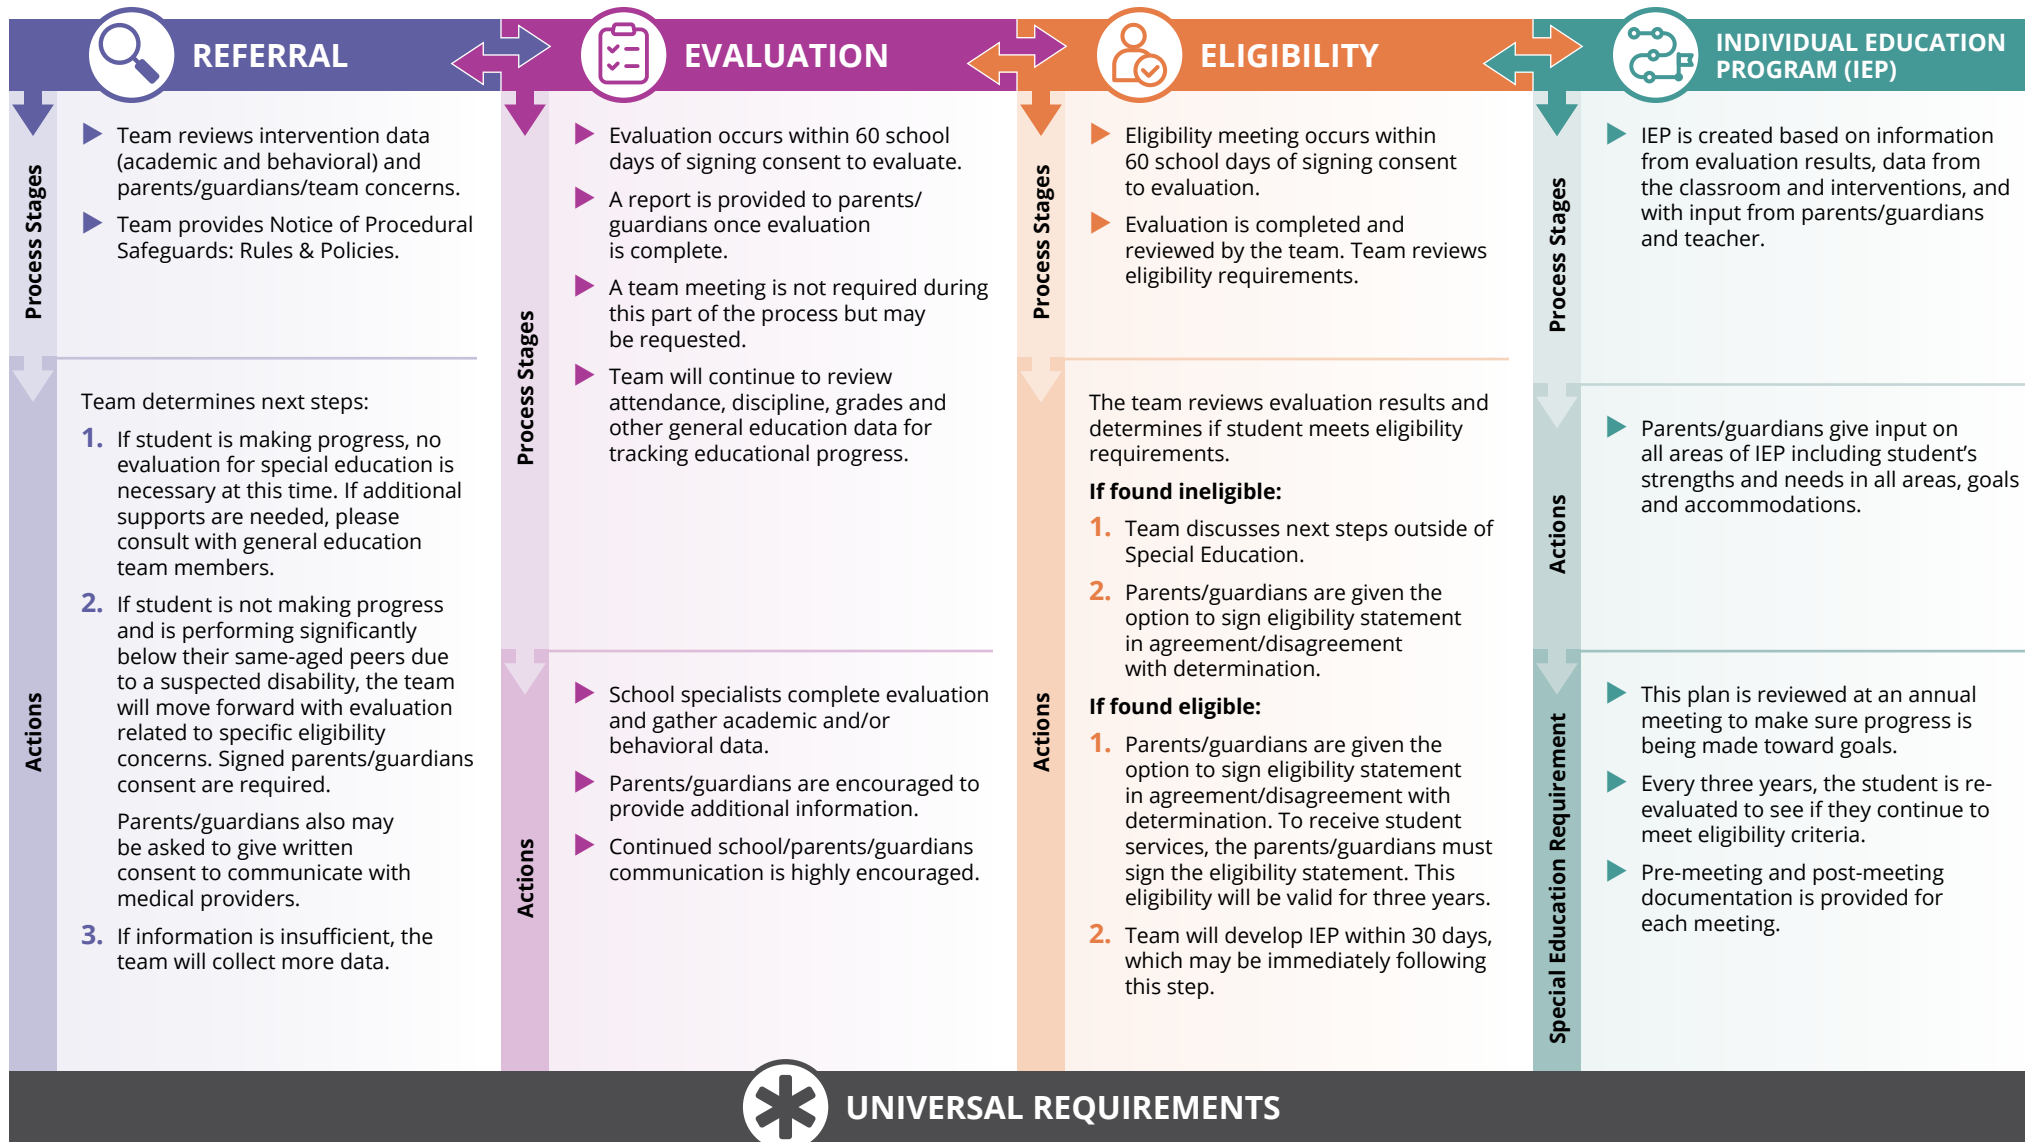 REFERRAL
Process Stages
Team reviews intervention data
(academic and behavioral) and
parents/guardians/team concerns.
Team provides Notice of Procedural
Safeguards: Rules & Policies.
Actions
Team determines next steps:
1. If student is making progress, no
evaluation for special education is
necessary at this time. If additional
supports are needed, please
consult with general education
team members.
2. If student is not making progress
and is performing significantly
below their same-aged peers due
to a suspected disability, the team
will move forward with evaluation
related to specific eligibility
concerns. Signed parents/guardians
consent are required.
Parents/guardians also may
be asked to give written
consent to communicate with
medical providers.
3. If information is insufficient, the
team will collect more data.
EVALUATION
Process Stages
Evaluation occurs within 60 school
days of signing consent to evaluate.
A report is provided to parents/
guardians once evaluation
is complete.
A team meeting is not required during
this part of the process but may
be requested.
Team will continue to review
attendance, discipline, grades and
other general education data for
tracking educational progress.
Actions
School specialists complete evaluation
and gather academic and/or
behavioral data.
Parents/guardians are encouraged to
provide additional information.
Continued school/parents/guardians
communication is highly encouraged.
ELIGIBILITY
Process Stages
Eligibility meeting occurs within
60 school days of signing consent
to evaluation.
Evaluation is completed and
reviewed by the team. Team reviews
eligibility requirements.
Actions
The team reviews evaluation results and
determines if student meets eligibility
requirements.
If found ineligible:
1. Team discusses next steps outside of
Special Education.
2. Parents/guardians are given the
option to sign eligibility statement
in agreement/disagreement
with determination.
If found eligible:
1. Parents/guardians are given the
option to sign eligibility statement
in agreement/disagreement with
determination. To receive student
services, the parents/guardians must
sign the eligibility statement. This
eligibility will be valid for three years.
2. Team will develop IEP within 30 days,
which may be immediately following
this step.
INDIVIDUAL EDUCATION
PROGRAM (IEP)
Process Stages
IEP is created based on information
from evaluation results, data from
the classroom and interventions, and
with input from parents/guardians
and teacher.
Actions
Parents/guardians give input on
all areas of IEP including student’s
strengths and needs in all areas, goals
and accommodations.
Special Education Requirement
This plan is reviewed at an annual
meeting to make sure progress is
being made toward goals.
Every three years, the student is re-
evaluated to see if they continue to
meet eligibility criteria.
Pre-meeting and post-meeting
documentation is provided for
each meeting.
UNIVERSAL REQUIREMENTS